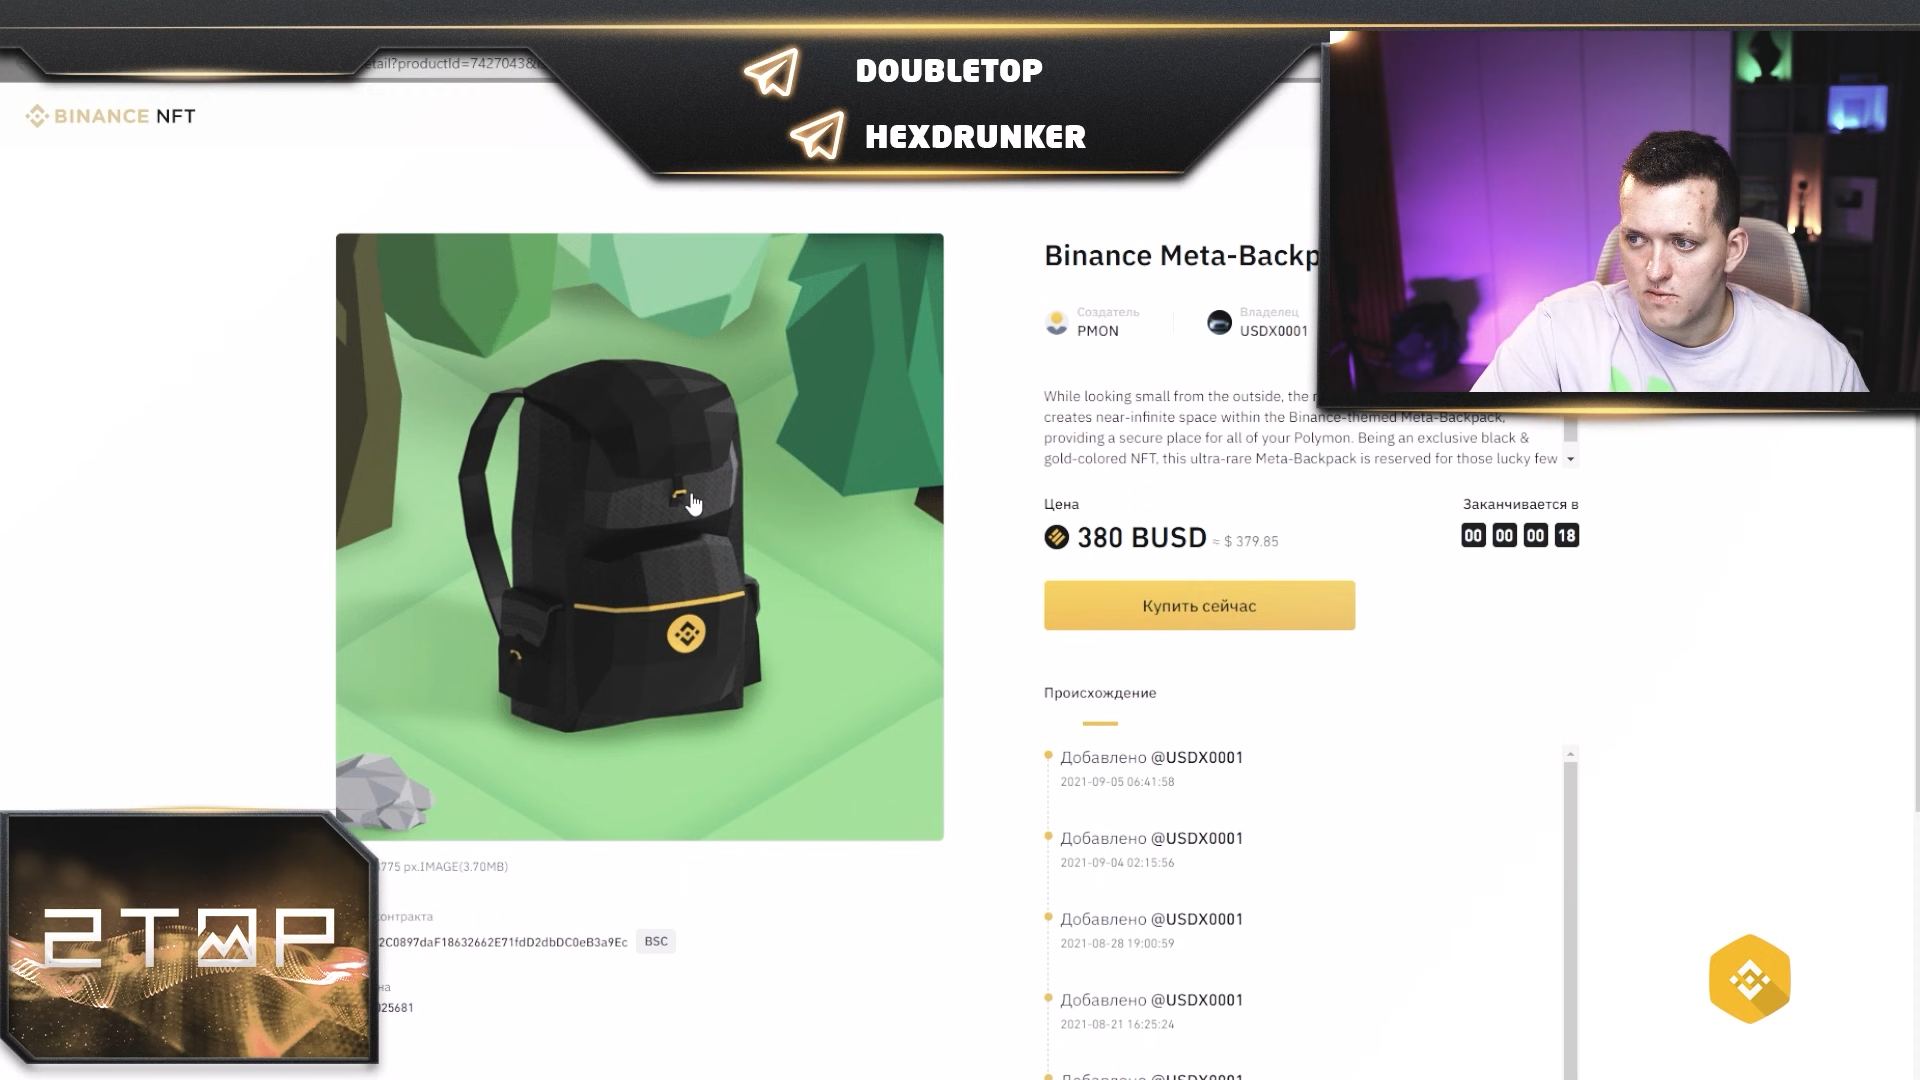 DOUBLETOP
HEXDRUNKER
BINANCE NFT
Binance Meta-Backp
Создатель
PMON
Владелец
USDX0001
While looking small from the outside, the
creates near-infinite space within the Binance-themed Meta-Backpack,
providing a secure place for all of your Polymon. Being an exclusive black &
gold-colored NFT, this ultra-rare Meta-Backpack is reserved for those lucky few
Цена
Заканчивается в
380 BUSD ≈ $ 379.85
00 00 00 18
Купить сейчас
Происхождение
Добавлено @USDX0001
2021-09-05 06:41:58
Добавлено @USDX0001
2021-09-04 02:15:56
Добавлено @USDX0001
2021-08-28 19:00:59
Добавлено @USDX0001
2021-08-21 16:25:24
775 px.IMAGE(3.70MB)
контракта
2C0897daF18632662E71fdD2dbDC0eB3a9Ec BSC
на
025681
2TOP